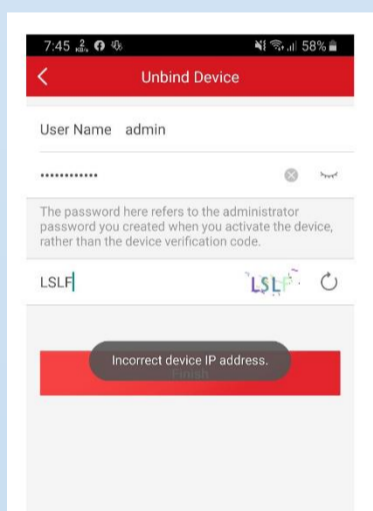 7:45 58%
Unbind Device
User Name admin
••••••••••••
The password here refers to the administrator
password you created when you activate the device,
rather than the device verification code.
LSLF LSLF
Incorrect device IP address.
Finish